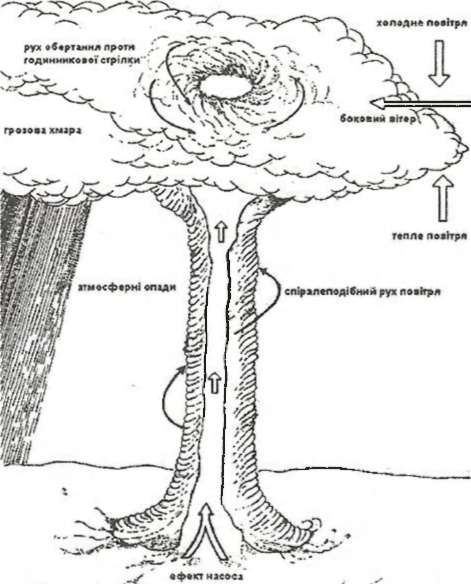 холодне повітря
рух обертання проти
годинникової стрілки
боковий вітер
грозова хмара
тепле повітря
атмосферні опади
спіралеподібний рух повітря
ефект насоса